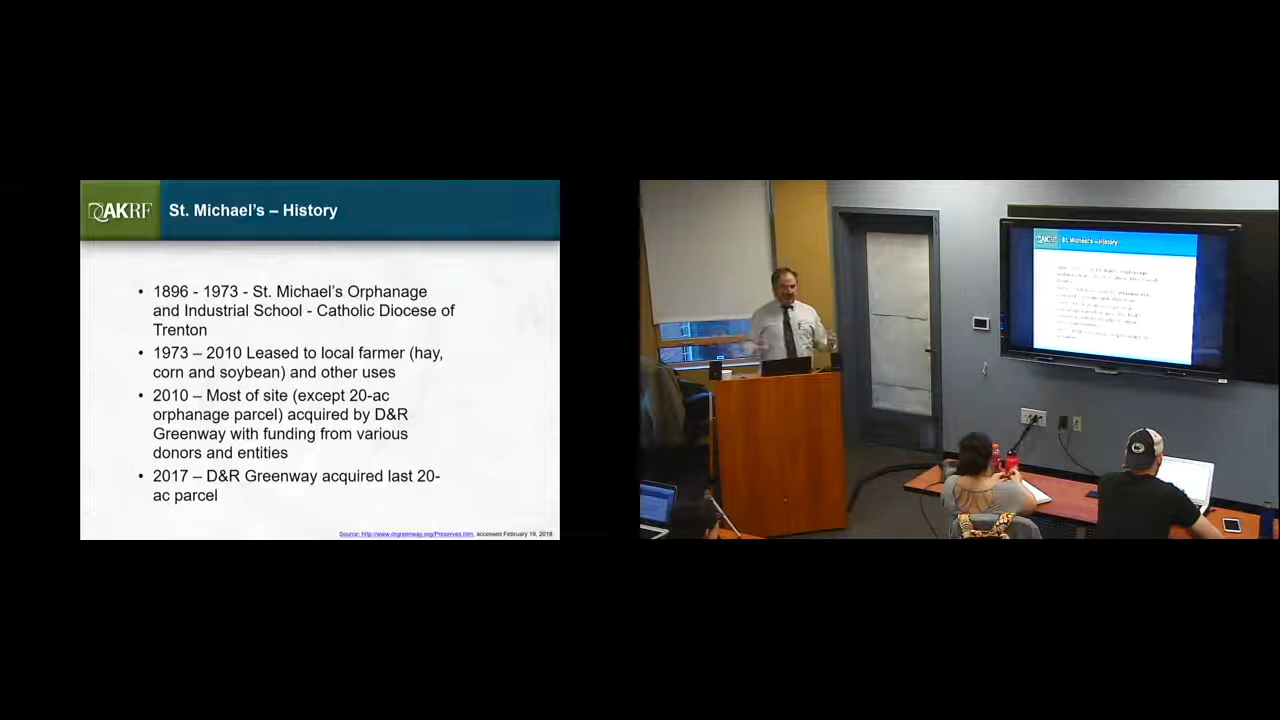 AKRF
St. Michael's – History
• 1896 - 1973 - St. Michael's Orphanage
and Industrial School - Catholic Diocese of
Trenton
• 1973 – 2010 Leased to local farmer (hay,
corn and soybean) and other uses
• 2010 – Most of site (except 20-ac
orphanage parcel) acquired by D&R
Greenway with funding from various
donors and entities
• 2017 – D&R Greenway acquired last 20-
ac parcel
Source: http://www.drgreenway.org/Preserves.htm, accessed February 19, 2018
AKRF
St. Michael's – History